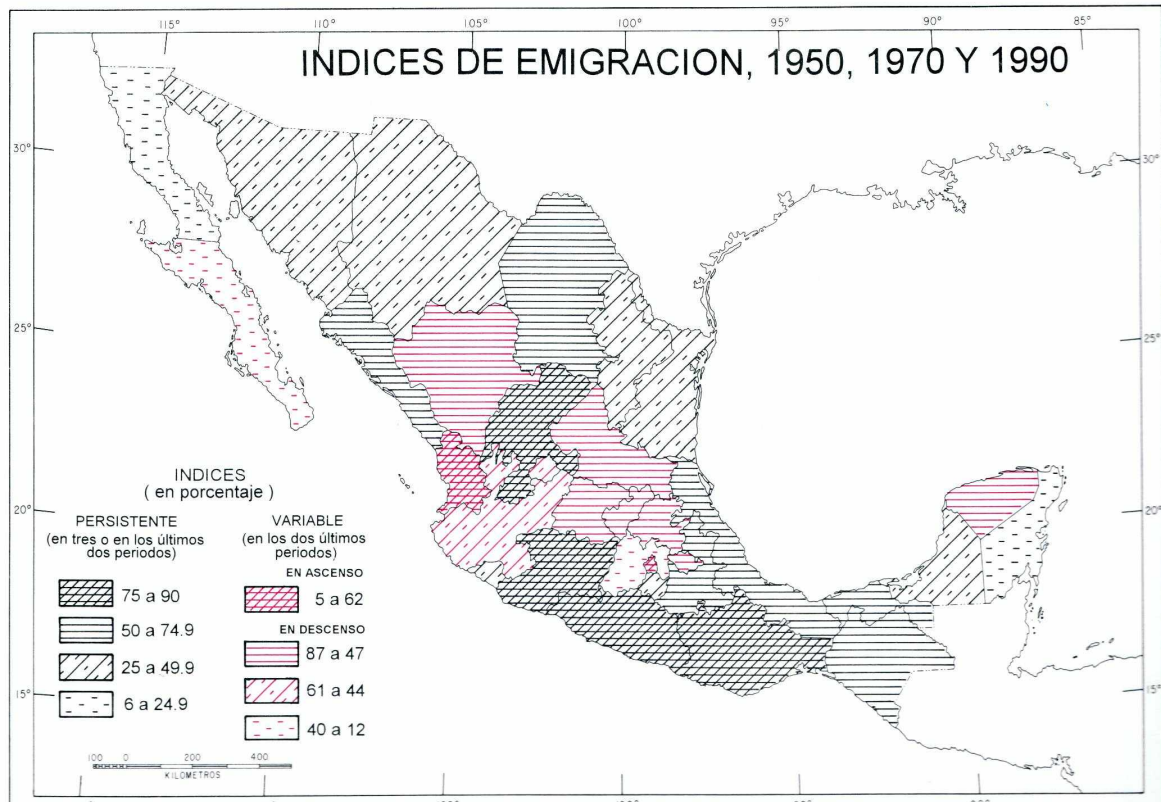 115° 110° 105° 100° 95° 90° 85°
INDICES DE EMIGRACION, 1950, 1970 Y 1990
30° 30°
25° 25°
20° 20°
15° 15°
INDICES
( en porcentaje )
PERSISTENTE
(en tres o en los últimos
dos periodos)
75 a 90
50 a 74.9
25 a 49.9
6 a 24.9
VARIABLE
(en los dos últimos
periodos)
EN ASCENSO
5 a 62
EN DESCENSO
87 a 47
61 a 44
40 a 12
100 0 200 400
KILOMETROS